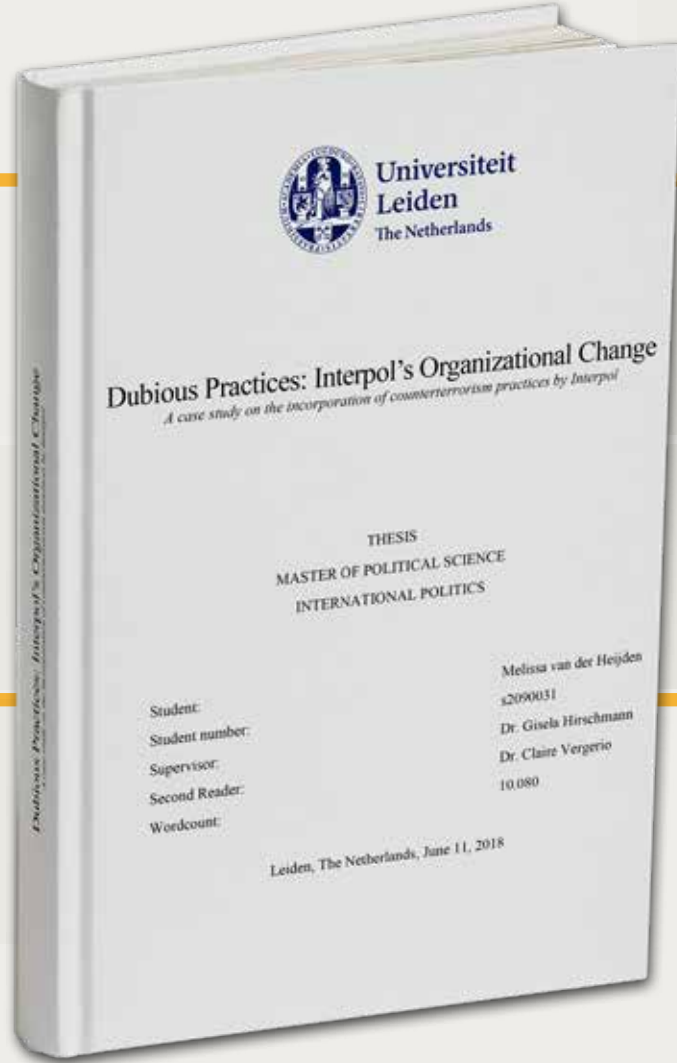 Universiteit
Leiden
The Netherlands
Dubious Practices: Interpol's Organizational Change
A case study on the incorporation of counterterrorism practices by Interpol
THESIS
MASTER OF POLITICAL SCIENCE
INTERNATIONAL POLITICS
Student: Melissa van der Heijden
Student number: s2090031
Supervisor: Dr. Gisela Hirschmann
Second Reader: Dr. Claire Vergerio
Wordcount: 10.080
Leiden, The Netherlands, June 11, 2018
Dubious Practices: Interpol's Organizational Change